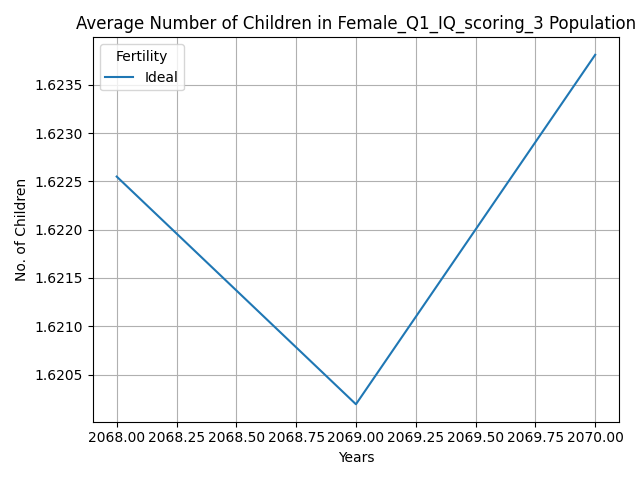 Average Number of Children in Female_Q1_IQ_scoring_3 Population
Fertility
Ideal
1.6235
1.6230
1.6225
1.6220
1.6215
1.6210
1.6205
No. of Children
2068.00 2068.25 2068.50 2068.75 2069.00 2069.25 2069.50 2069.75 2070.00
Years